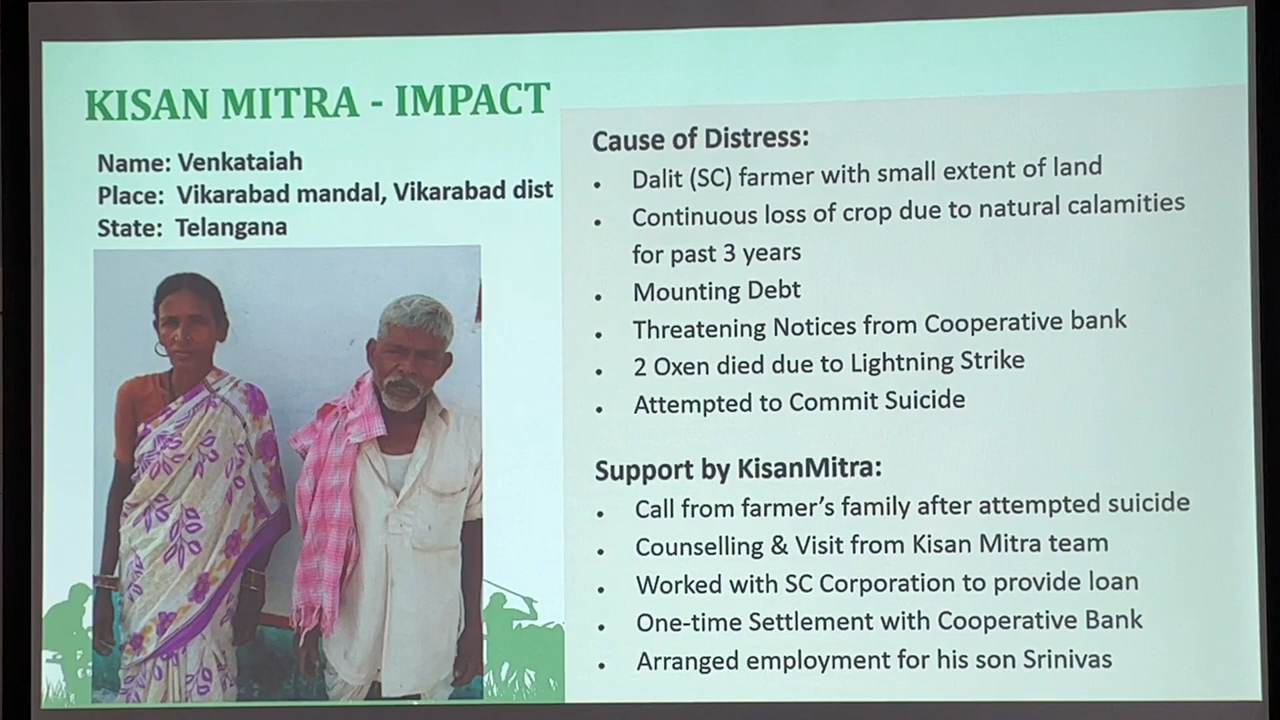 KISAN MITRA - IMPACT
Name: Venkataiah
Place: Vikarabad mandal, Vikarabad dist
State: Telangana
Cause of Distress:
• Dalit (SC) farmer with small extent of land
• Continuous loss of crop due to natural calamities
for past 3 years
• Mounting Debt
• Threatening Notices from Cooperative bank
• 2 Oxen died due to Lightning Strike
• Attempted to Commit Suicide
Support by KisanMitra:
• Call from farmer's family after attempted suicide
• Counselling & Visit from Kisan Mitra team
• Worked with SC Corporation to provide loan
• One-time Settlement with Cooperative Bank
• Arranged employment for his son Srinivas